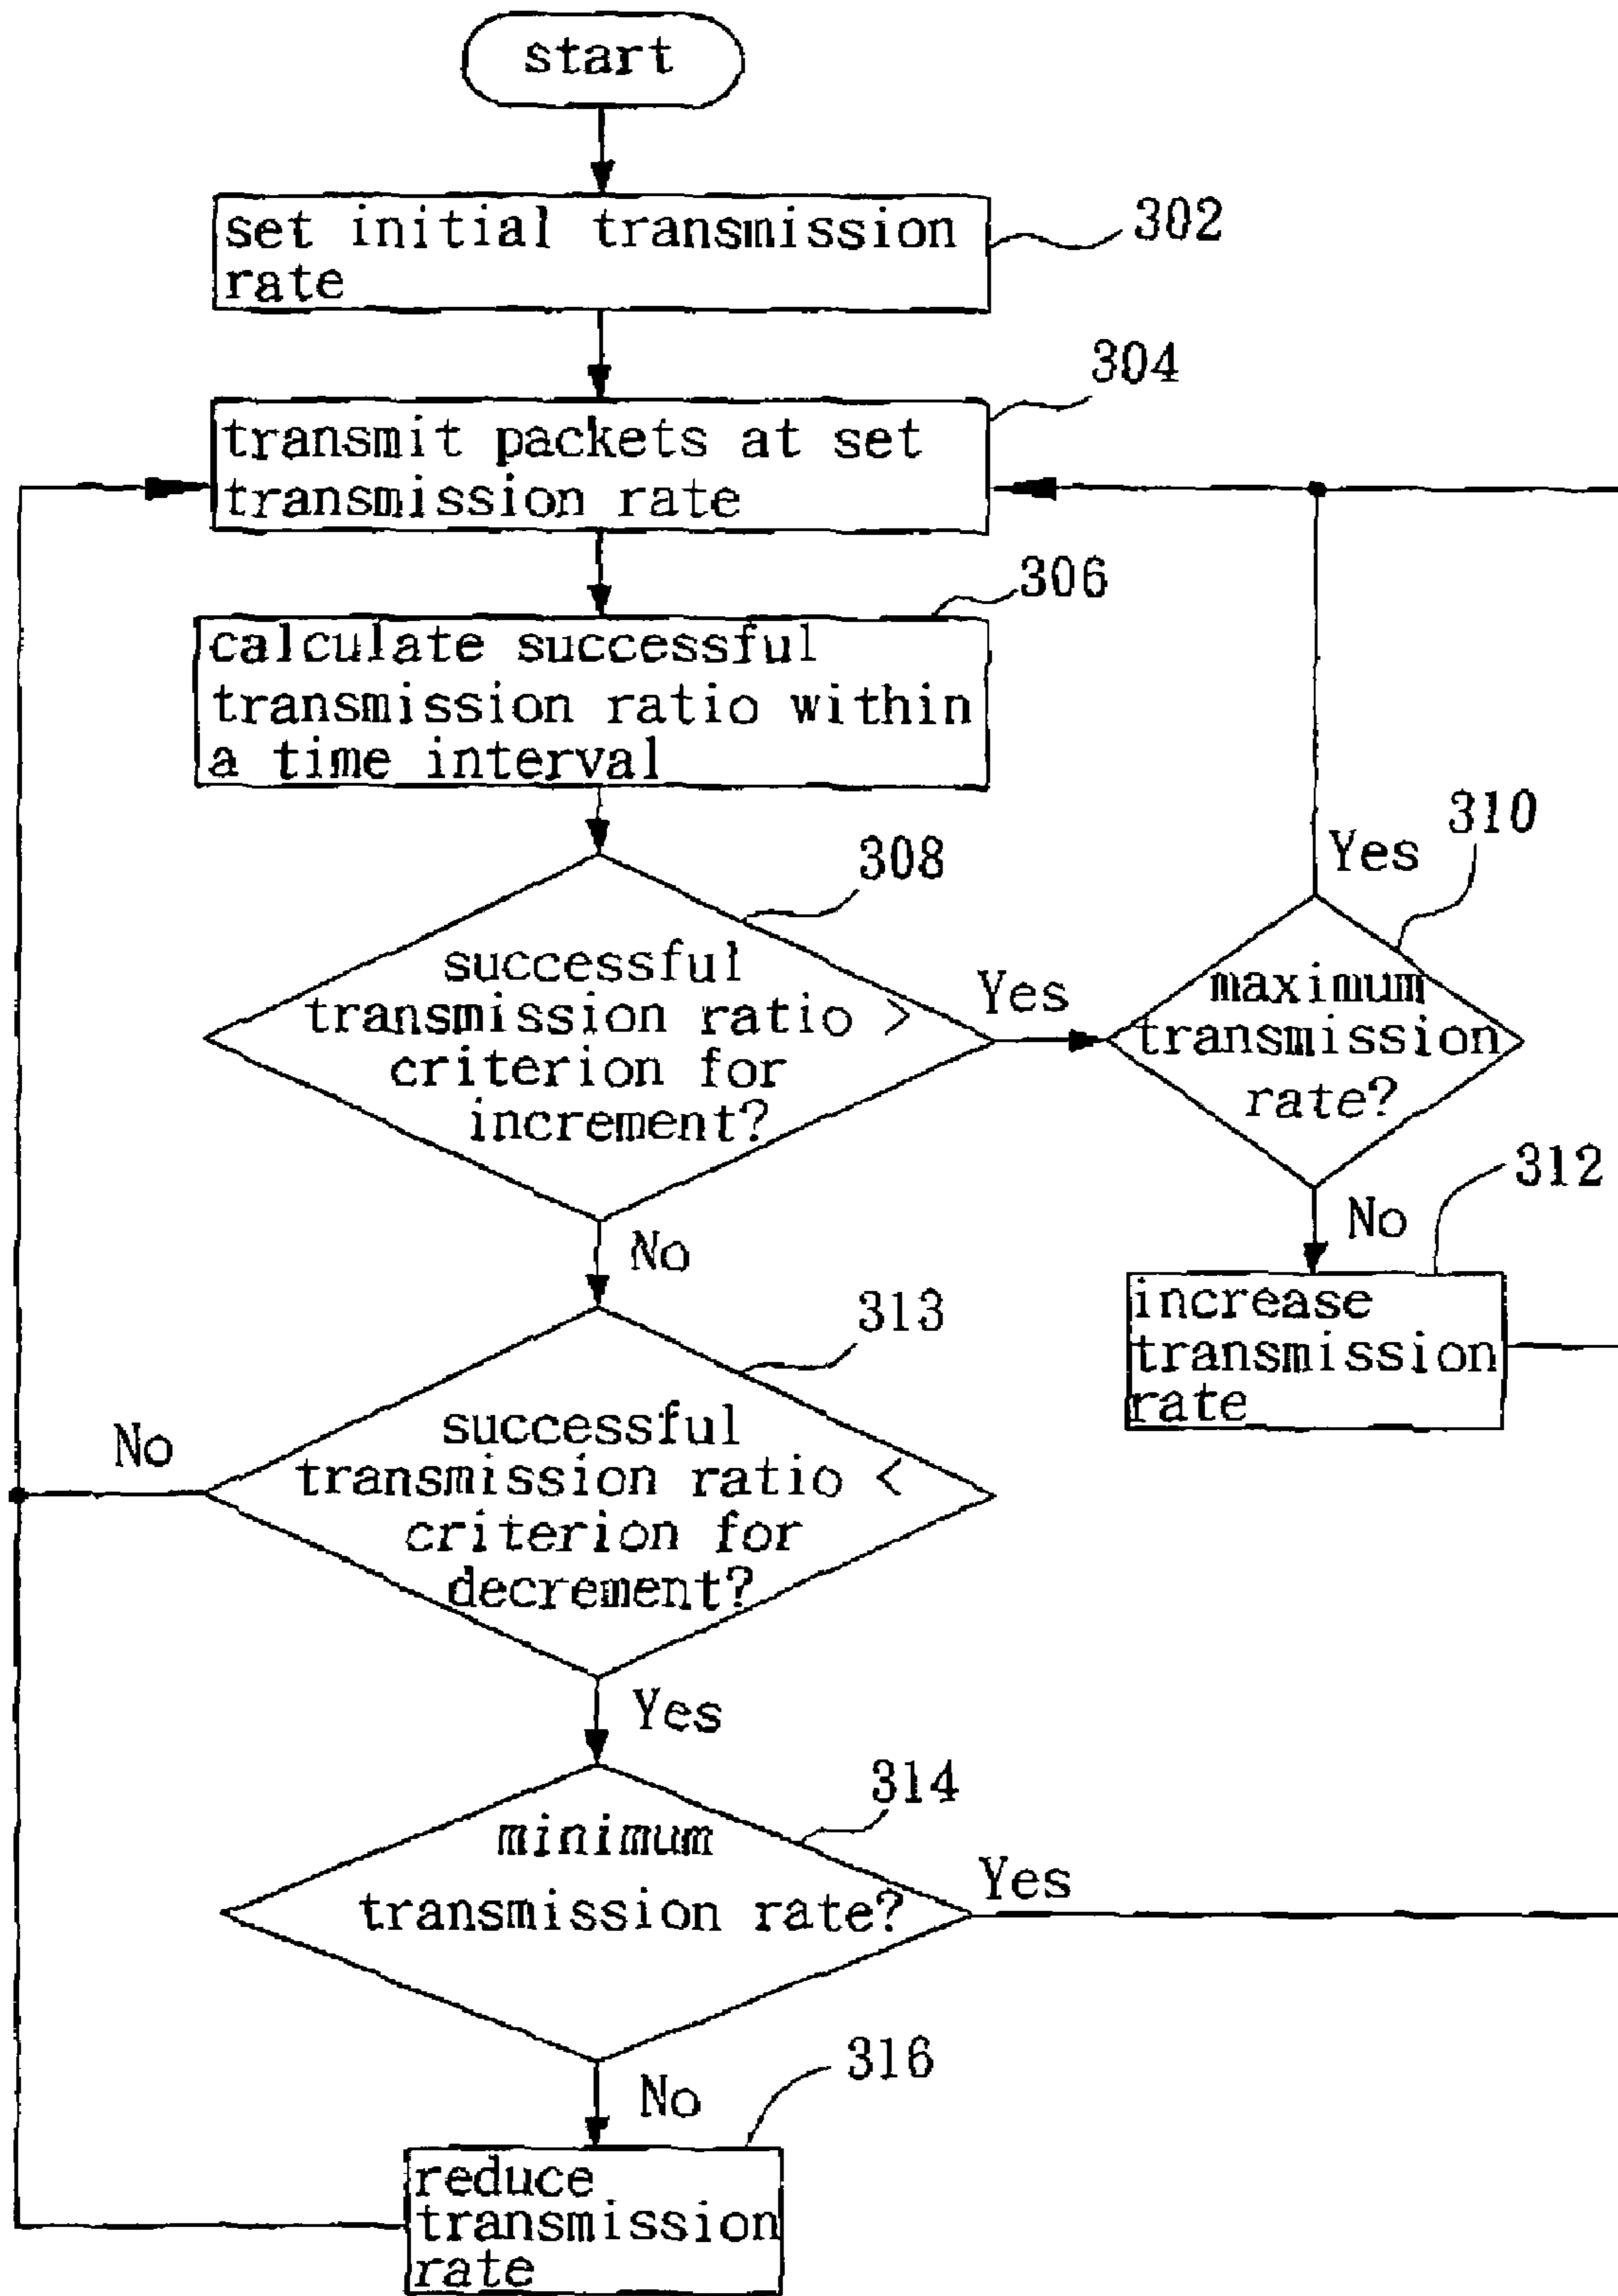 start
set initial transmission
rate
302
304
transmit packets at set
transmission rate
306
calculate successful
transmission ratio within
a time interval
308
successful
transmission ratio >
criterion for
increment?
Yes
310
Yes
maximum
transmission
rate?
No
312
increase
transmission
rate
No
313
successful
transmission ratio <
criterion for
decrement?
No
Yes
314
minimum
transmission rate?
Yes
No
316
reduce
transmission
rate